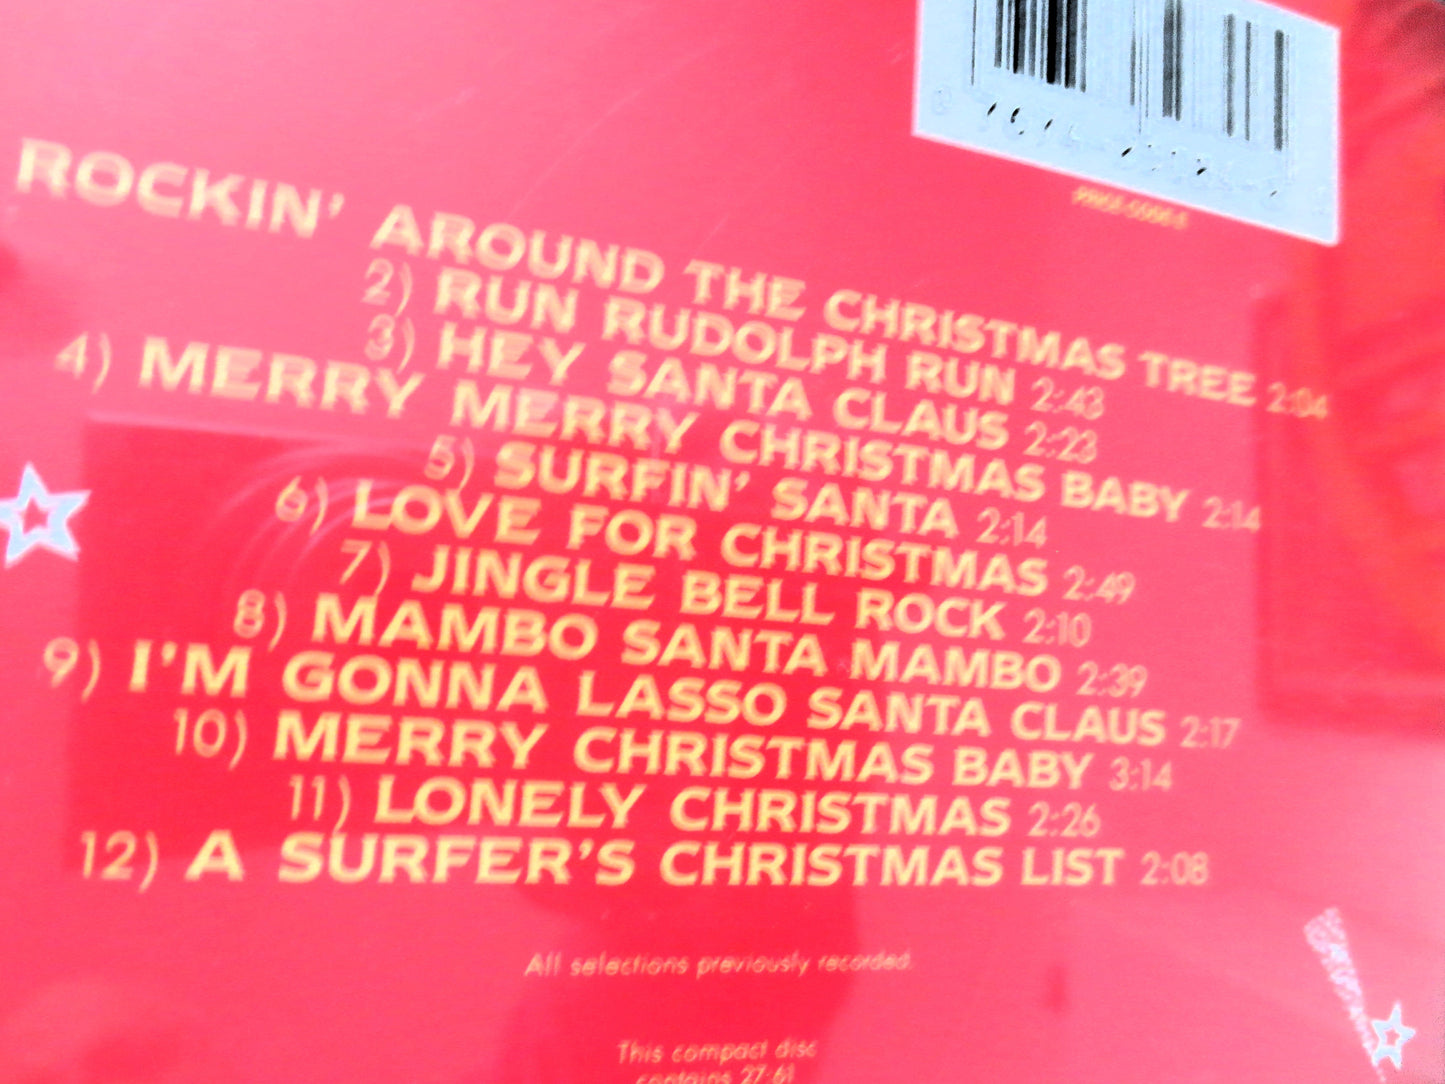 ROCKIN' AROUND THE CHRISTMAS TREE 2:04
2) RUN RUDOLPH RUN 2:43
3) HEY SANTA CLAUS 2:23
4) MERRY MERRY CHRISTMAS BABY 2:14
5) SURFIN' SANTA 2:14
6) LOVE FOR CHRISTMAS 2:49
7) JINGLE BELL ROCK 2:10
8) MAMBO SANTA MAMBO 2:39
9) I'M GONNA LASSO SANTA CLAUS 2:17
10) MERRY CHRISTMAS BABY 3:14
11) LONELY CHRISTMAS 2:26
12) A SURFER'S CHRISTMAS LIST 2:08
All selections previously recorded.
This compact disc
contains 27:61